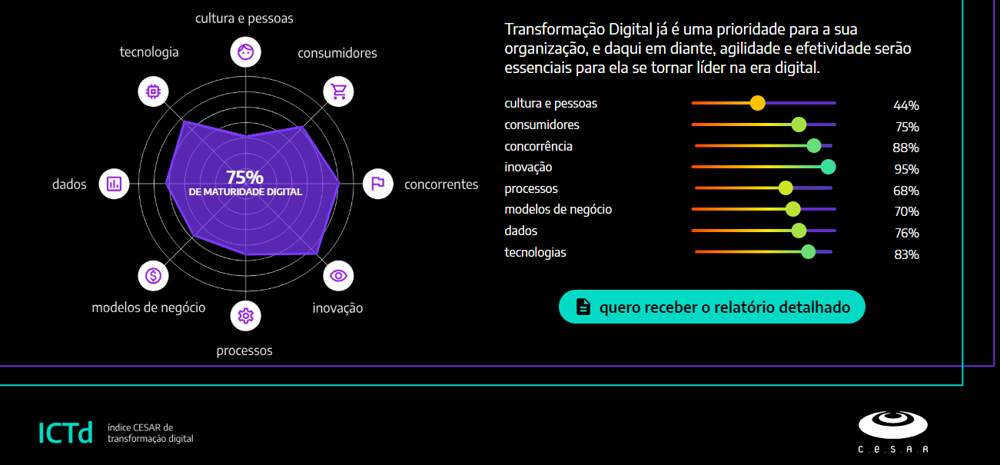 cultura e pessoas
tecnologia
consumidores
dados
75%
DE MATURIDADE DIGITAL
concorrentes
modelos de negócio
inovação
processos
Transformação Digital já é uma prioridade para a sua
organização, e daqui em diante, agilidade e efetividade serão
essenciais para ela se tornar líder na era digital.
cultura e pessoas 44%
consumidores 75%
concorrência 88%
inovação 95%
processos 68%
modelos de negócio 70%
dados 76%
tecnologias 83%
quero receber o relatório detalhado
ICTd
índice CESAR de
transformação digital
C.e.S.A.R